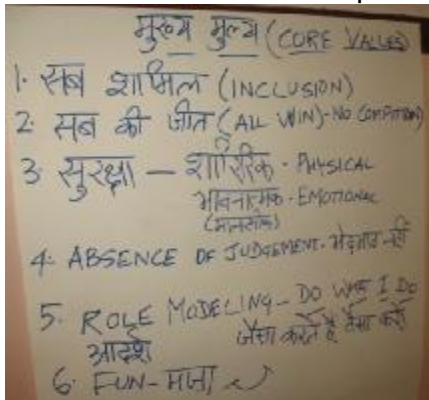 मुख्य मुल्य (CORE VALUES)
1. सब शामिल (INCLUSION)
2. सब की जीत (ALL WIN)-NO COMPTITION)
3 सुरक्षा - शारीरिक - PHYSICAL
भावनात्मक - EMOTIONAL
(मानसिक)
4. ABSENCE OF JUDGEMENT - भेदभाव नहीं
5. ROLE MODELING - DO WHAT I DO
आदर्श जैसा करते है वैसा करो
6. FUN - मजा